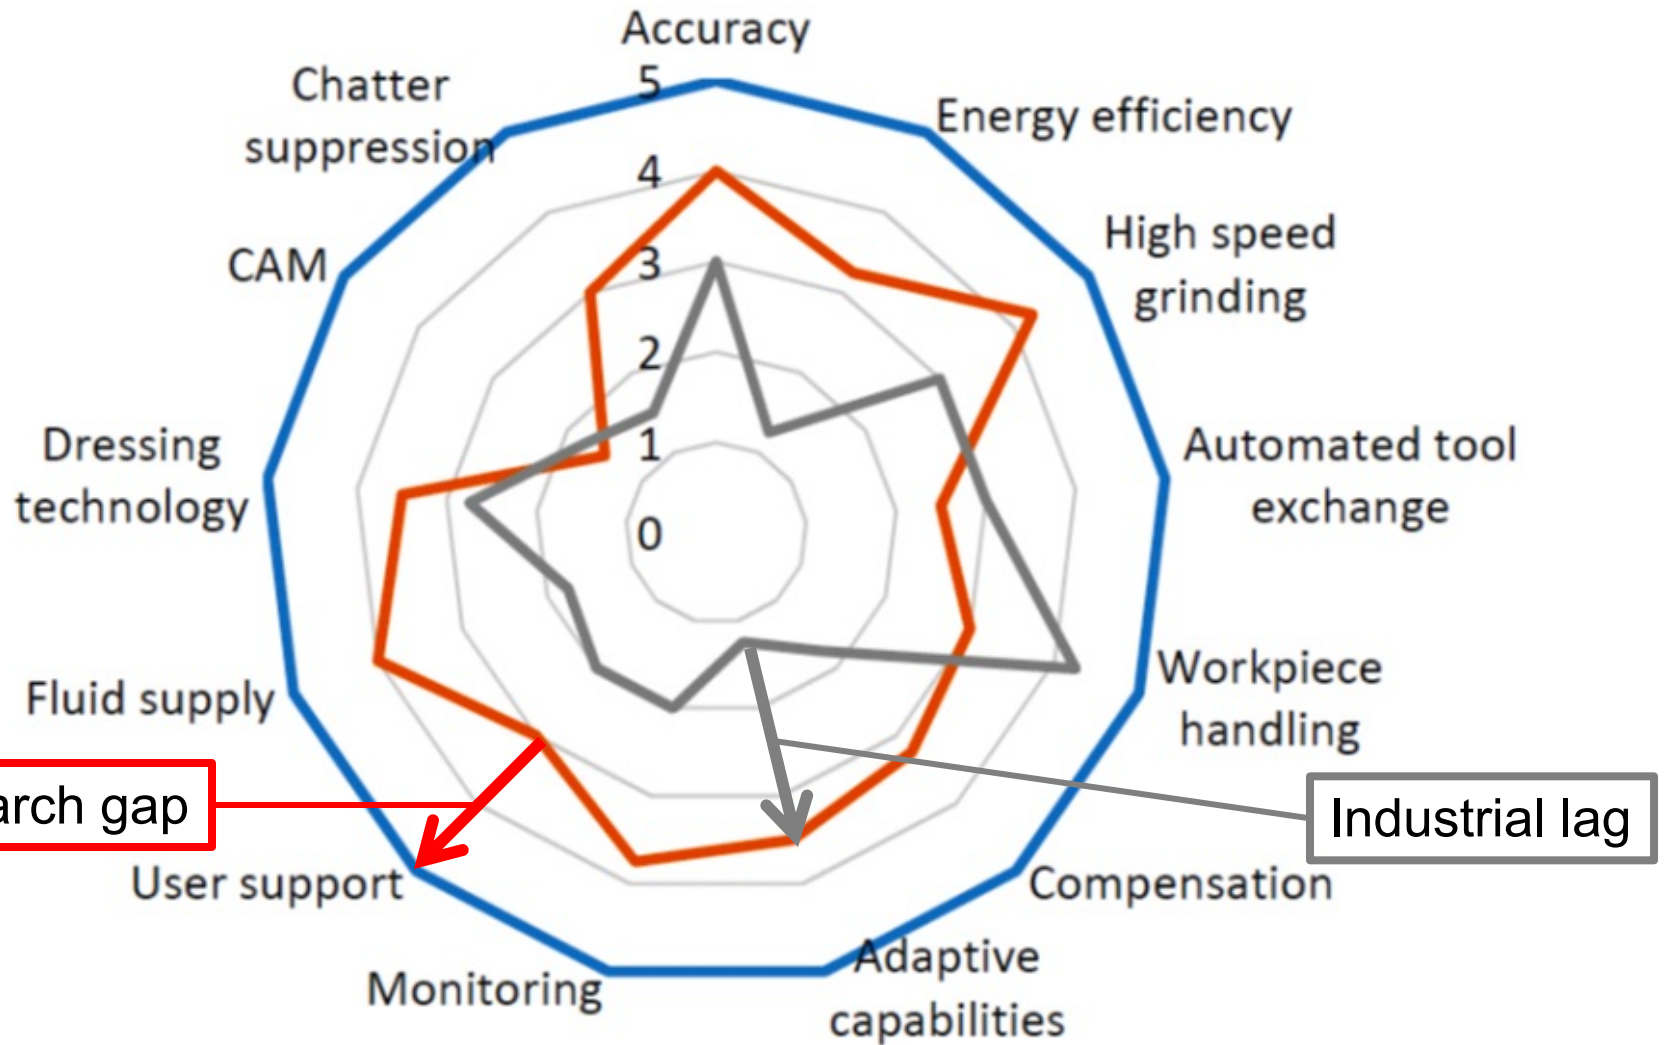 Accuracy
5
Chatter
suppression
Energy efficiency
4
High speed
grinding
3
CAM
2
1
Dressing
technology
Automated tool
exchange
0
Workpiece
handling
Fluid supply
arch gap
Industrial lag
User support
Compensation
Monitoring
Adaptive
capabilities